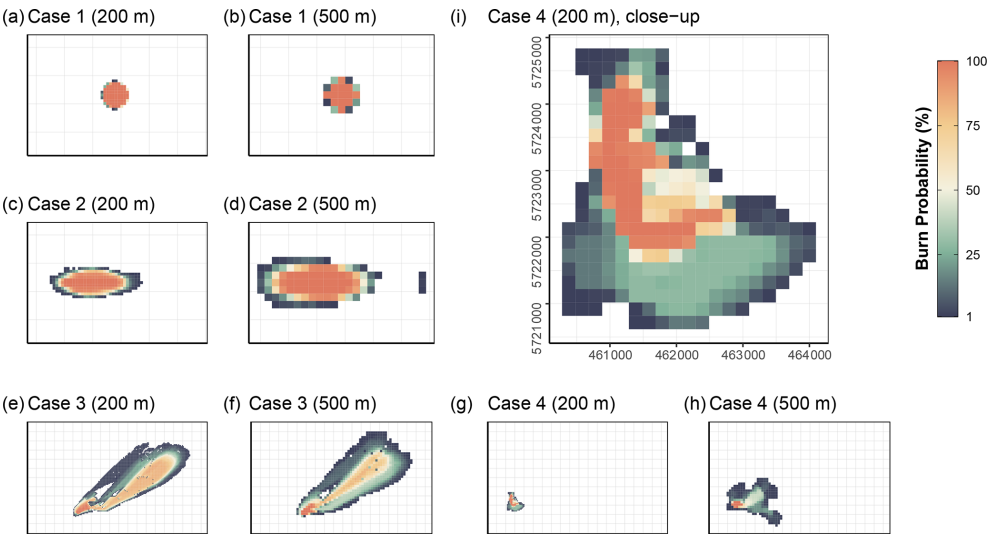 (a) Case 1 (200 m)
(b) Case 1 (500 m)
(i) Case 4 (200 m), close−up
(c) Case 2 (200 m)
(d) Case 2 (500 m)
5725000
5724000
5723000
5722000
5721000
461000 462000 463000 464000
Burn Probability (%)
100
75
50
25
1
(e) Case 3 (200 m)
(f) Case 3 (500 m)
(g) Case 4 (200 m)
(h) Case 4 (500 m)